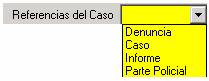 Referencias del Caso
Denuncia
Caso
Informe
Parte Policial